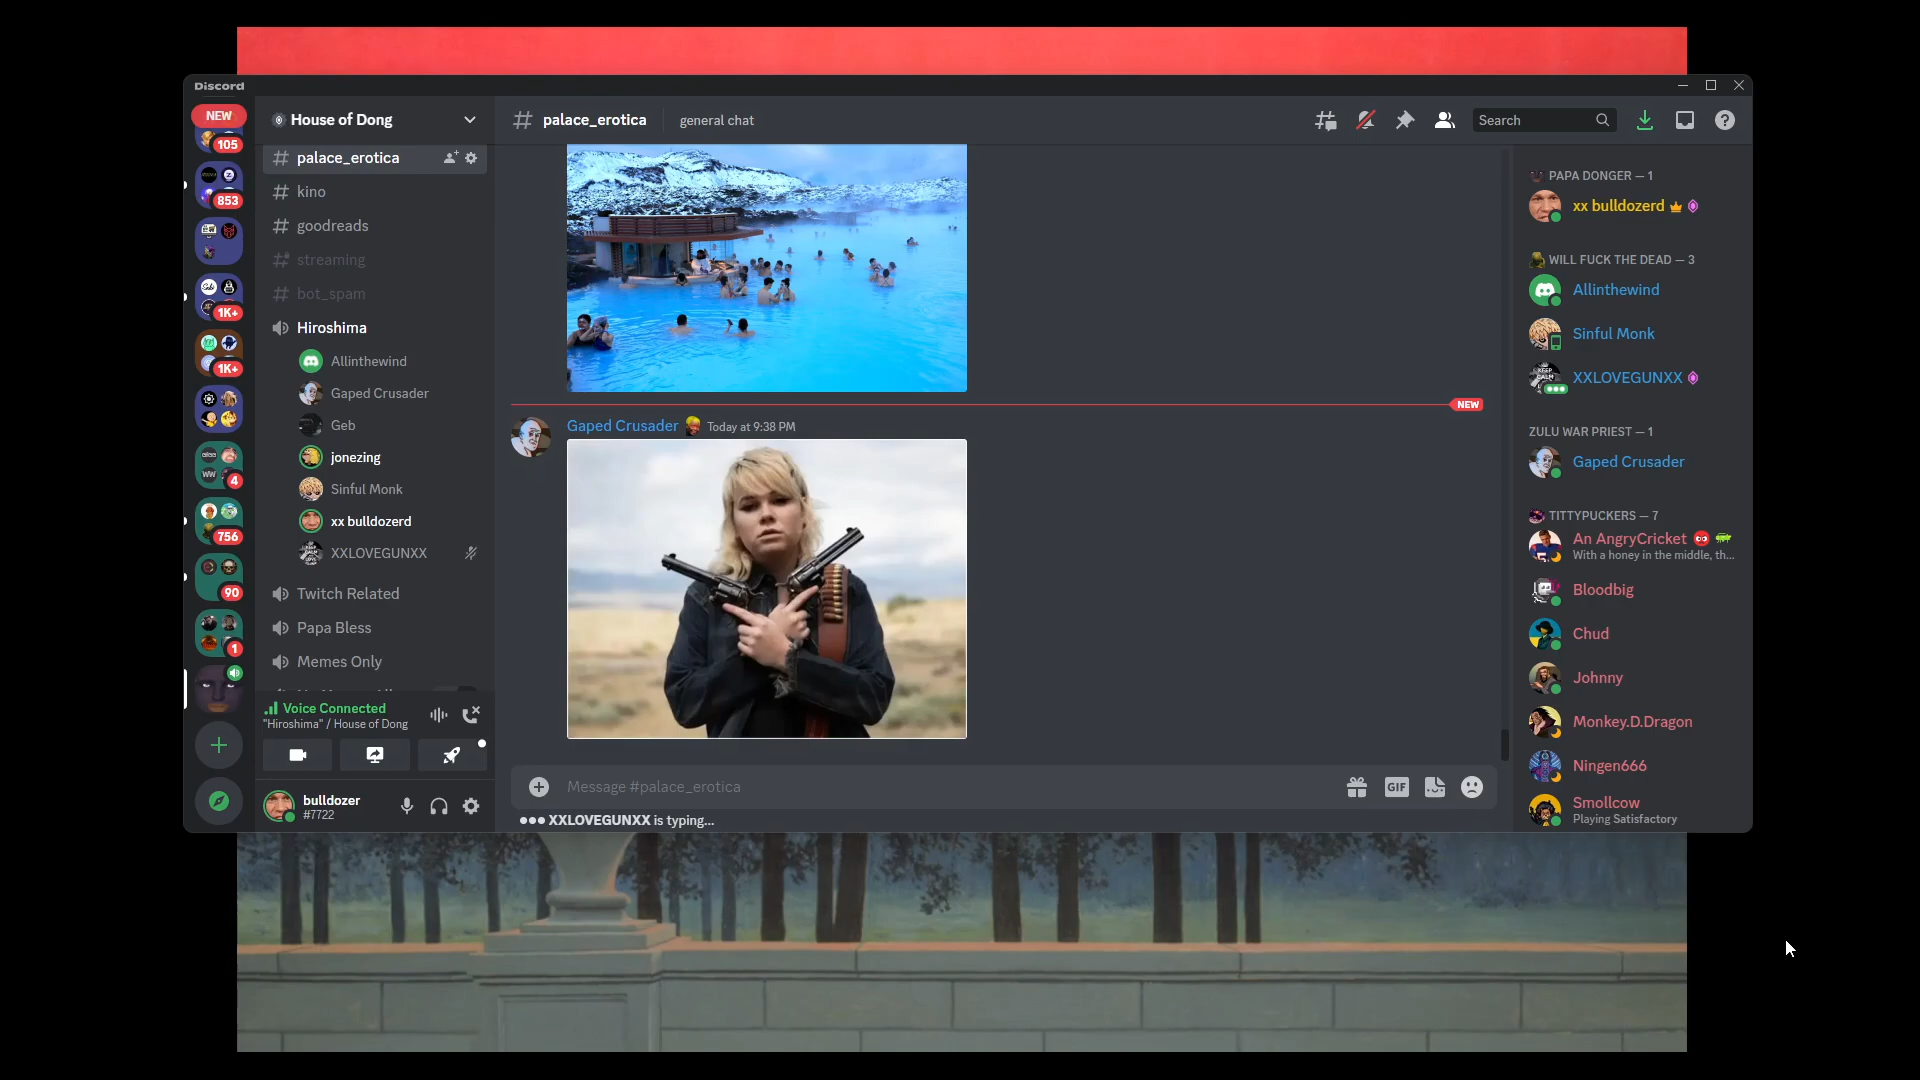 Discord
NEW
105
853
1K+
1K+
4
756
90
1
House of Dong
palace_erotica
kino
goodreads
streaming
bot_spam
Hiroshima
Allinthewind
Gaped Crusader
Geb
jonezing
Sinful Monk
xx bulldozerd
XXLOVEGUNXX
Twitch Related
Papa Bless
Memes Only
Voice Connected
"Hiroshima" / House of Dong
bulldozer
#7722
palace_erotica
general chat
Search
NEW
Gaped Crusader Today at 9:38 PM
Message #palace_erotica
GIF
XXLOVEGUNXX is typing...
PAPA DONGER — 1
xx bulldozerd
WILL FUCK THE DEAD — 3
Allinthewind
Sinful Monk
XXLOVEGUNXX
ZULU WAR PRIEST — 1
Gaped Crusader
TITTYPUCKERS — 7
An AngryCricket
With a honey in the middle, th...
Bloodbig
Chud
Johnny
Monkey.D.Dragon
Ningen666
Smollcow
Playing Satisfactory